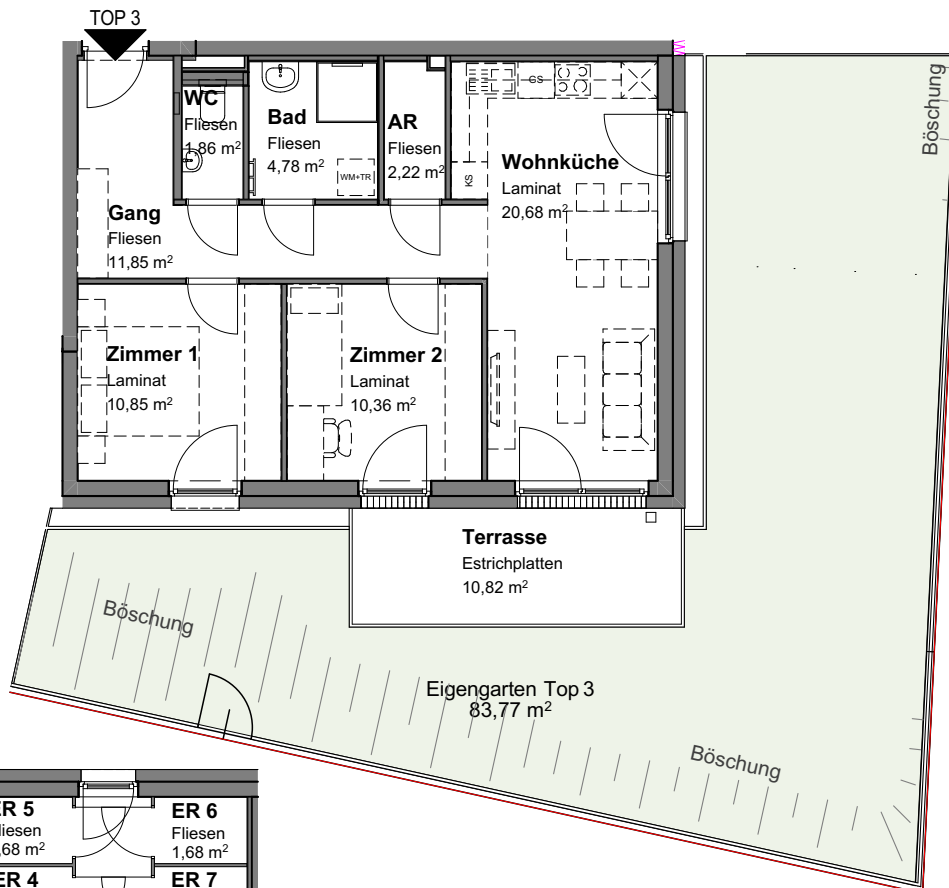 TOP 3
WC
Fliesen
1,86 m²
Bad
Fliesen
4,78 m²
WM+TR
AR
Fliesen
2,22 m²
GS
KS
Wohnküche
Laminat
20,68 m²
Böschung
Gang
Fliesen
11,85 m²
Zimmer 1
Laminat
10,85 m²
Zimmer 2
Laminat
10,36 m²
Terrasse
Estrichplatten
10,82 m²
Böschung
Eigengarten Top 3
83,77 m²
Böschung
ER 5
liesen
,68 m²
ER 6
Fliesen
1,68 m²
ER 4
ER 7